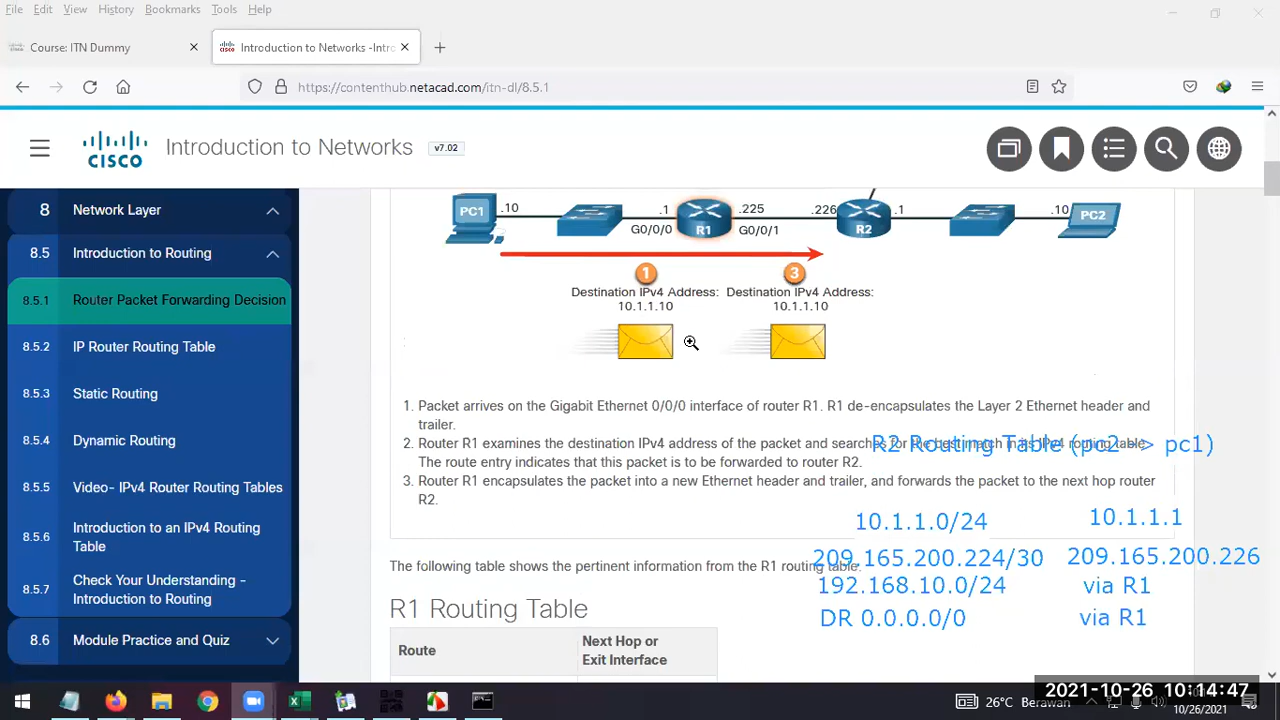 File Edit View History Bookmarks Tools Help
Course: ITN Dummy
Introduction to Networks -Intro
https://contenthub.netacad.com/itn-dl/8.5.1
CISCO
Introduction to Networks v7.02
8 Network Layer
8.5 Introduction to Routing
8.5.1 Router Packet Forwarding Decision
8.5.2 IP Router Routing Table
8.5.3 Static Routing
8.5.4 Dynamic Routing
8.5.5 Video- IPv4 Router Routing Tables
8.5.6 Introduction to an IPv4 Routing
Table
8.5.7 Check Your Understanding -
Introduction to Routing
8.6 Module Practice and Quiz
PC1 .10 .1 R1 .225 .226 R2 .1 .10 PC2
G0/0/0 G0/0/1
1 3
Destination IPv4 Address: Destination IPv4 Address:
10.1.1.10 10.1.1.10
1. Packet arrives on the Gigabit Ethernet 0/0/0 interface of router R1. R1 de-encapsulates the Layer 2 Ethernet header and
trailer.
2. Router R1 examines the destination IPv4 address of the packet and searches for the best match in its IPv4 routing table.
The route entry indicates that this packet is to be forwarded to router R2.
3. Router R1 encapsulates the packet into a new Ethernet header and trailer, and forwards the packet to the next hop router
R2.
R2 Routing Table (pc2 -> pc1)
10.1.1.0/24 10.1.1.1
209.165.200.224/30 209.165.200.226
192.168.10.0/24 via R1
DR 0.0.0.0/0 via R1
The following table shows the pertinent information from the R1 routing table.
R1 Routing Table
Route
Next Hop or
Exit Interface
26°C Berawan
2021-10-26 10:14:47
10/26/2021